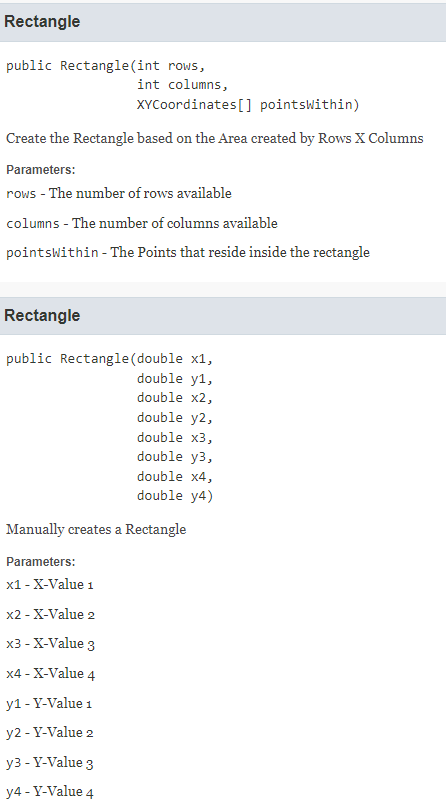 Rectangle
public Rectangle(int rows,
int columns,
XYCoordinates[] pointsWithin)
Create the Rectangle based on the Area created by Rows X Columns
Parameters:
rows - The number of rows available
columns - The number of columns available
pointsWithin - The Points that reside inside the rectangle
Rectangle
public Rectangle(double x1,
double y1,
double x2,
double y2,
double x3,
double y3,
double x4,
double y4)
Manually creates a Rectangle
Parameters:
x1 - X-Value 1
x2 - X-Value 2
x3 - X-Value 3
x4 - X-Value 4
y1 - Y-Value 1
y2 - Y-Value 2
y3 - Y-Value 3
y4 - Y-Value 4